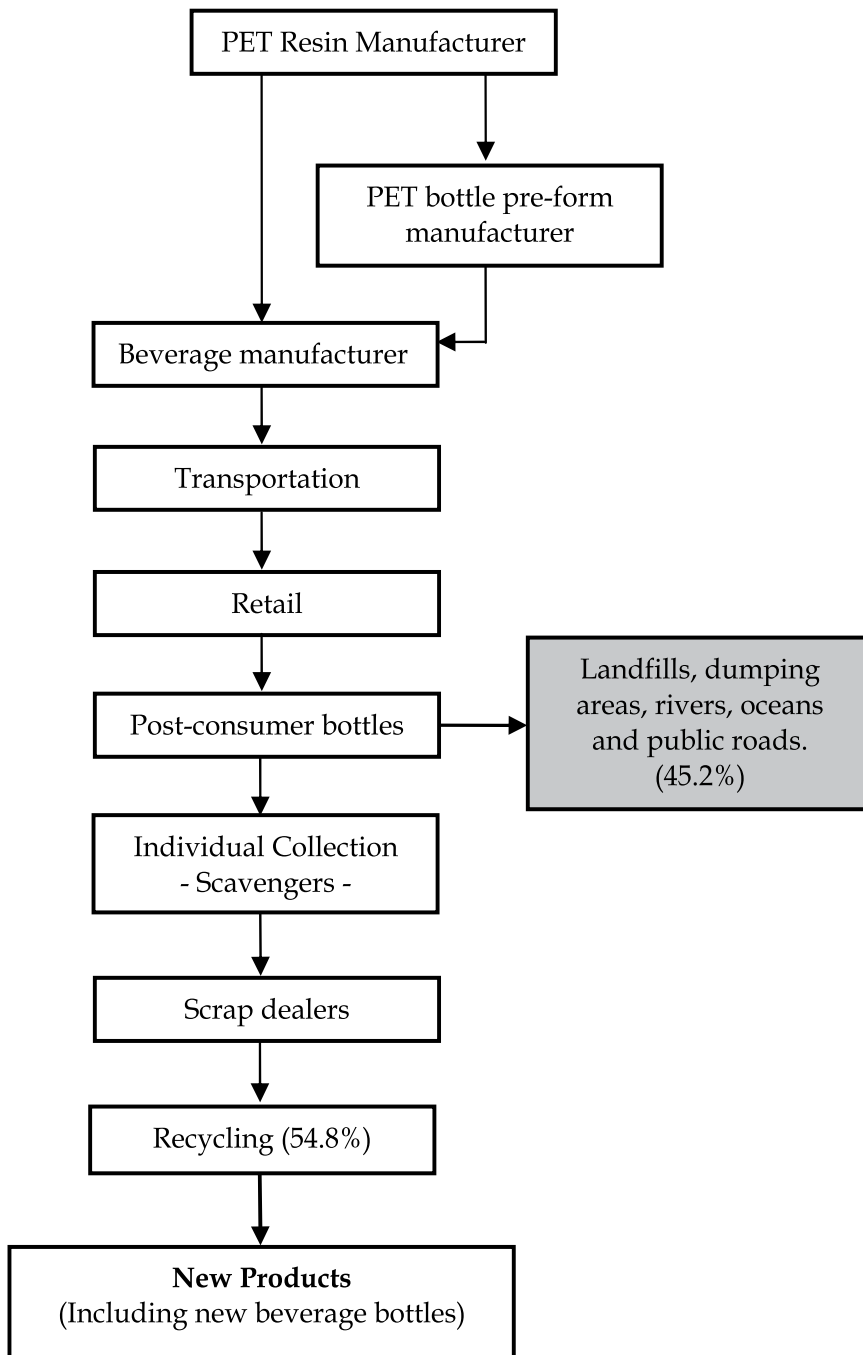 PET Resin Manufacturer
PET bottle pre-form
manufacturer
Beverage manufacturer
Transportation
Retail
Landfills, dumping
areas, rivers, oceans
and public roads.
(45.2%)
Post-consumer bottles
Individual Collection
- Scavengers -
Scrap dealers
Recycling (54.8%)
New Products
(Including new beverage bottles)